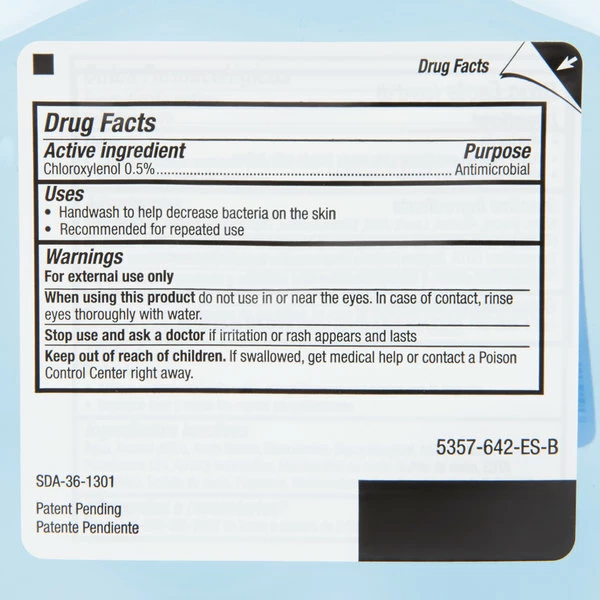 Drug Facts
Drug Facts
Active ingredient Purpose
Chloroxylenol 0.5%.......................................................................... Antimicrobial
Uses
• Handwash to help decrease bacteria on the skin
• Recommended for repeated use
Warnings
For external use only
When using this product do not use in or near the eyes. In case of contact, rinse
eyes thoroughly with water.
Stop use and ask a doctor if irritation or rash appears and lasts
Keep out of reach of children. If swallowed, get medical help or contact a Poison
Control Center right away.
5357-642-ES-B
SDA-36-1301
Patent Pending
Patente Pendiente